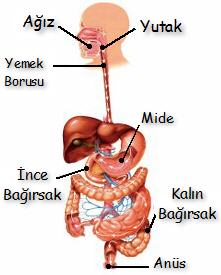 Ağız
Yutak
Yemek
Borusu
Mide
İnce
Bağırsak
Kalın
Bağırsak
Anüs